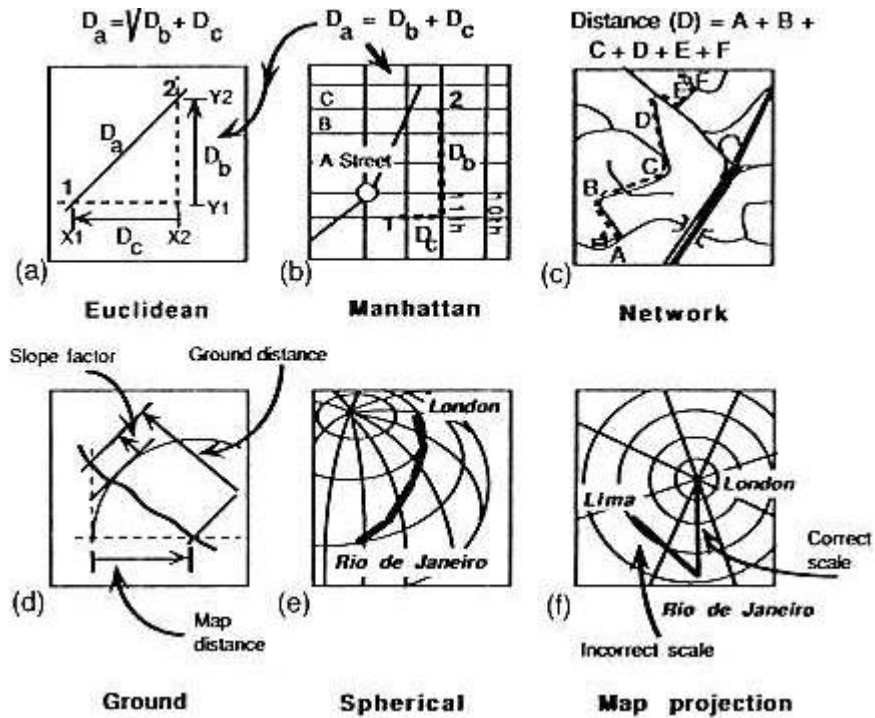 Da = √Db + Dc
Da = Db + Dc
Distance (D) = A + B +
C + D + E + F
2
Y2
Da
Db
1
Y1
X1
Dc
X2
(a)
Euclidean
C
2
B
A Street
Db
1
Dc
11th
10th
(b)
Manhattan
F
E
D
C
B
A
(c)
Network
Slope factor
Ground distance
(d)
Map
distance
Ground
London
Rio de Janeiro
(e)
Spherical
Lima
London
Correct
scale
(f)
Rio de Janeiro
Incorrect scale
Map projection